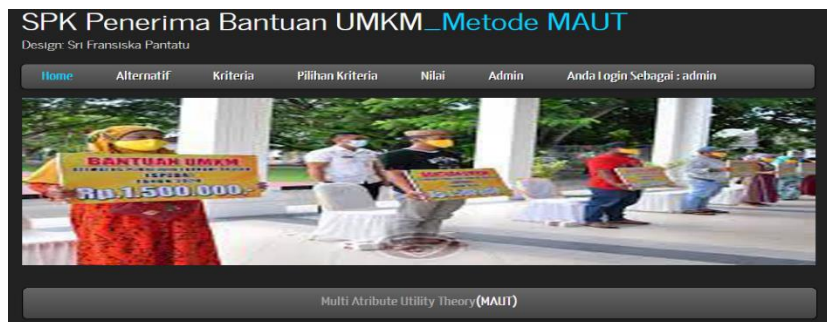 SPK Penerima Bantuan UMKM_Metode MAUT
Design: Sri Fransiska Pantatu
Home Alternatif Kriteria Pilihan Kriteria Nilai Admin Anda Login Sebagai : admin
BANTUAN UMKM
Rp.1.500.000,-
Multi Atribute Utility Theory(MAUT)